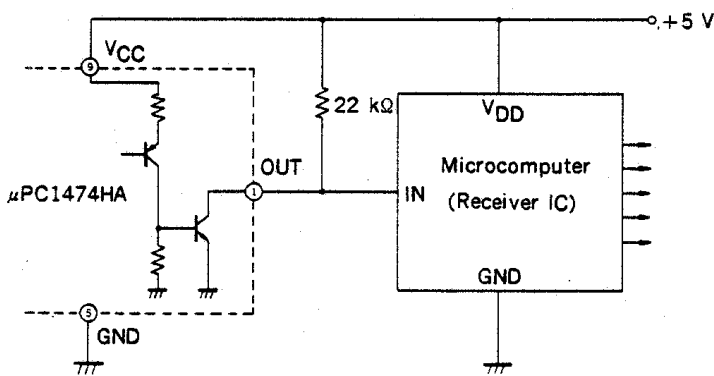 +5 V
VCC
9
22 kΩ
VDD
Microcomputer
(Receiver IC)
OUT
1
IN
μPC1474HA
GND
5
GND